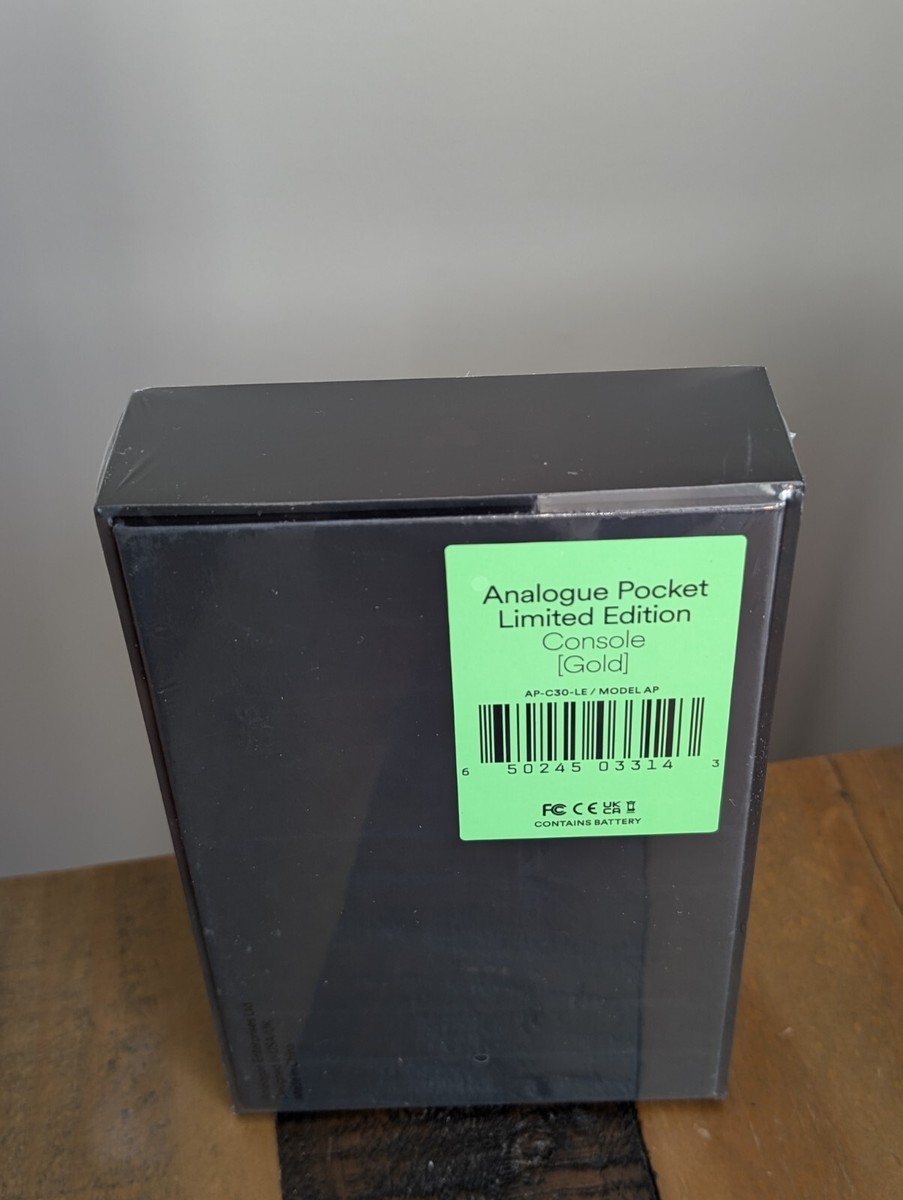 Analogue Pocket
Limited Edition
Console
[Gold]
AP-C30-LE / MODEL AP
6 50245 03314 3
FC CE UK CA
CONTAINS BATTERY